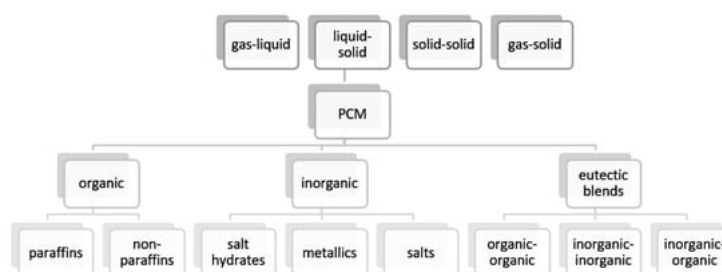 gas-liquid
liquid-
solid
solid-solid
gas-solid
PCM
organic
inorganic
eutectic
blends
paraffins
non-
paraffins
salt
hydrates
metallics
salts
organic-
organic
inorganic-
inorganic
inorganic-
organic